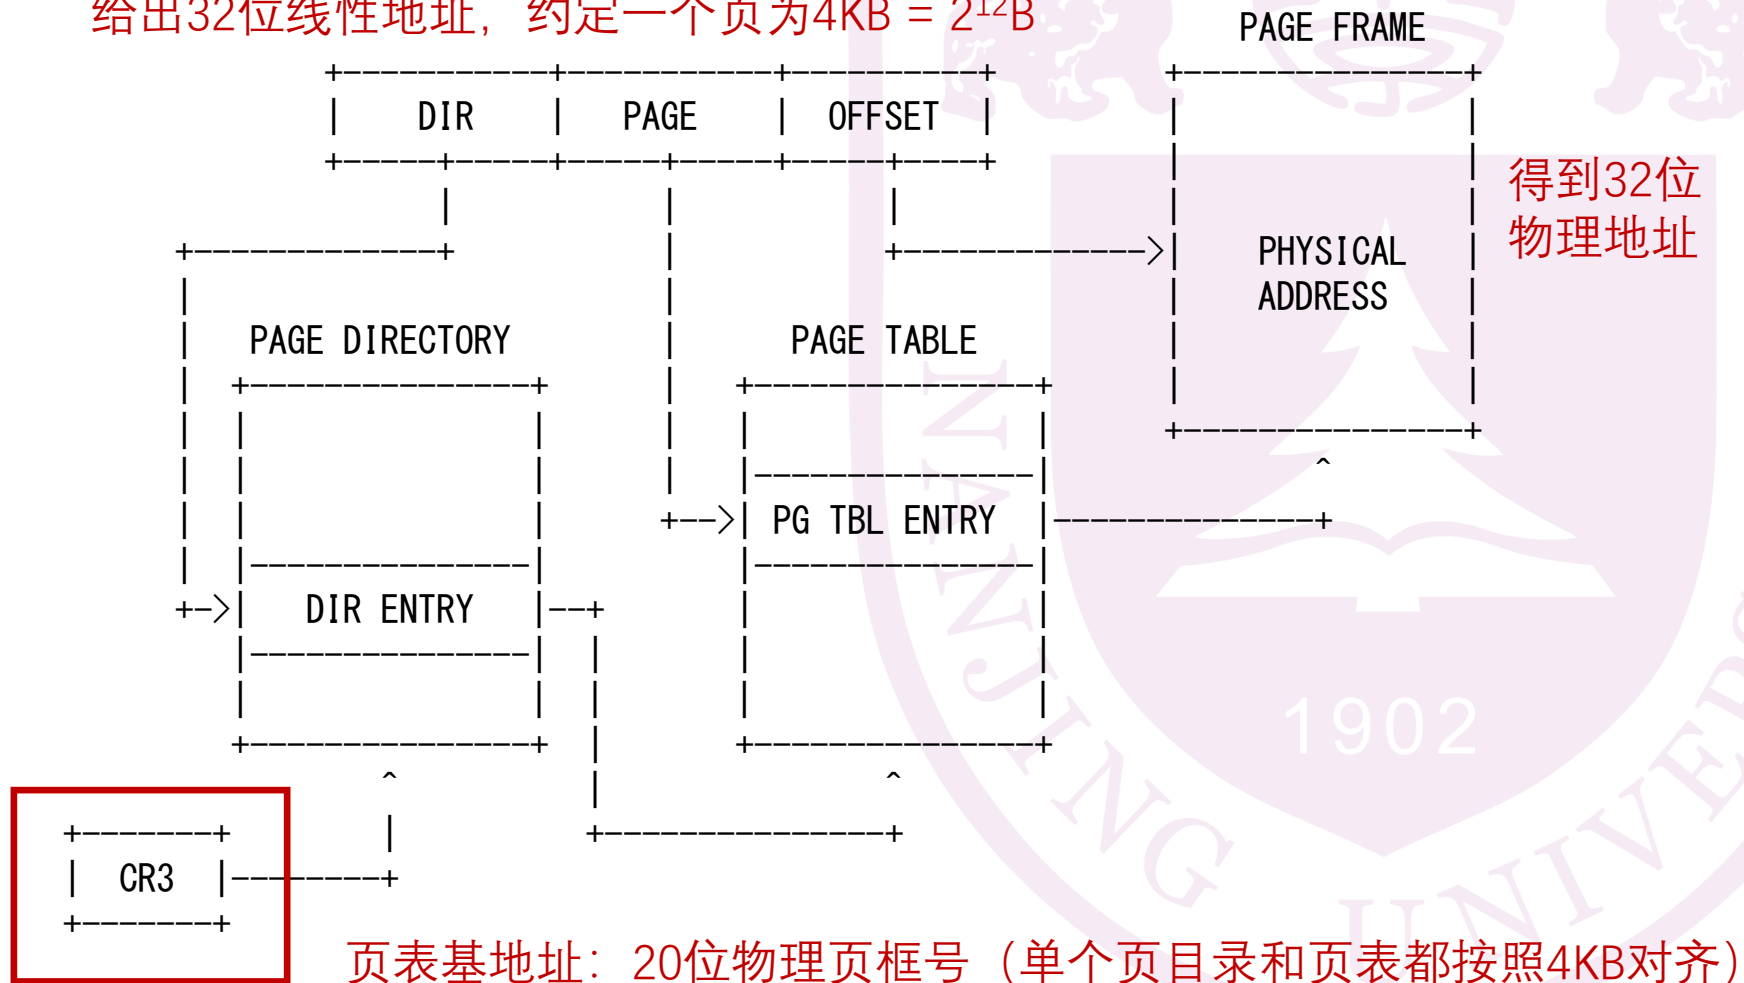 给出32位线性地址，约定一个页为4KB = 2¹²B
PAGE FRAME
DIR | PAGE | OFFSET
得到32位
物理地址
PHYSICAL
ADDRESS
PAGE DIRECTORY
PAGE TABLE
PG TBL ENTRY
DIR ENTRY
CR3
页表基地址：20位物理页框号（单个页目录和页表都按照4KB对齐）
1902
NANJING UNIVERS